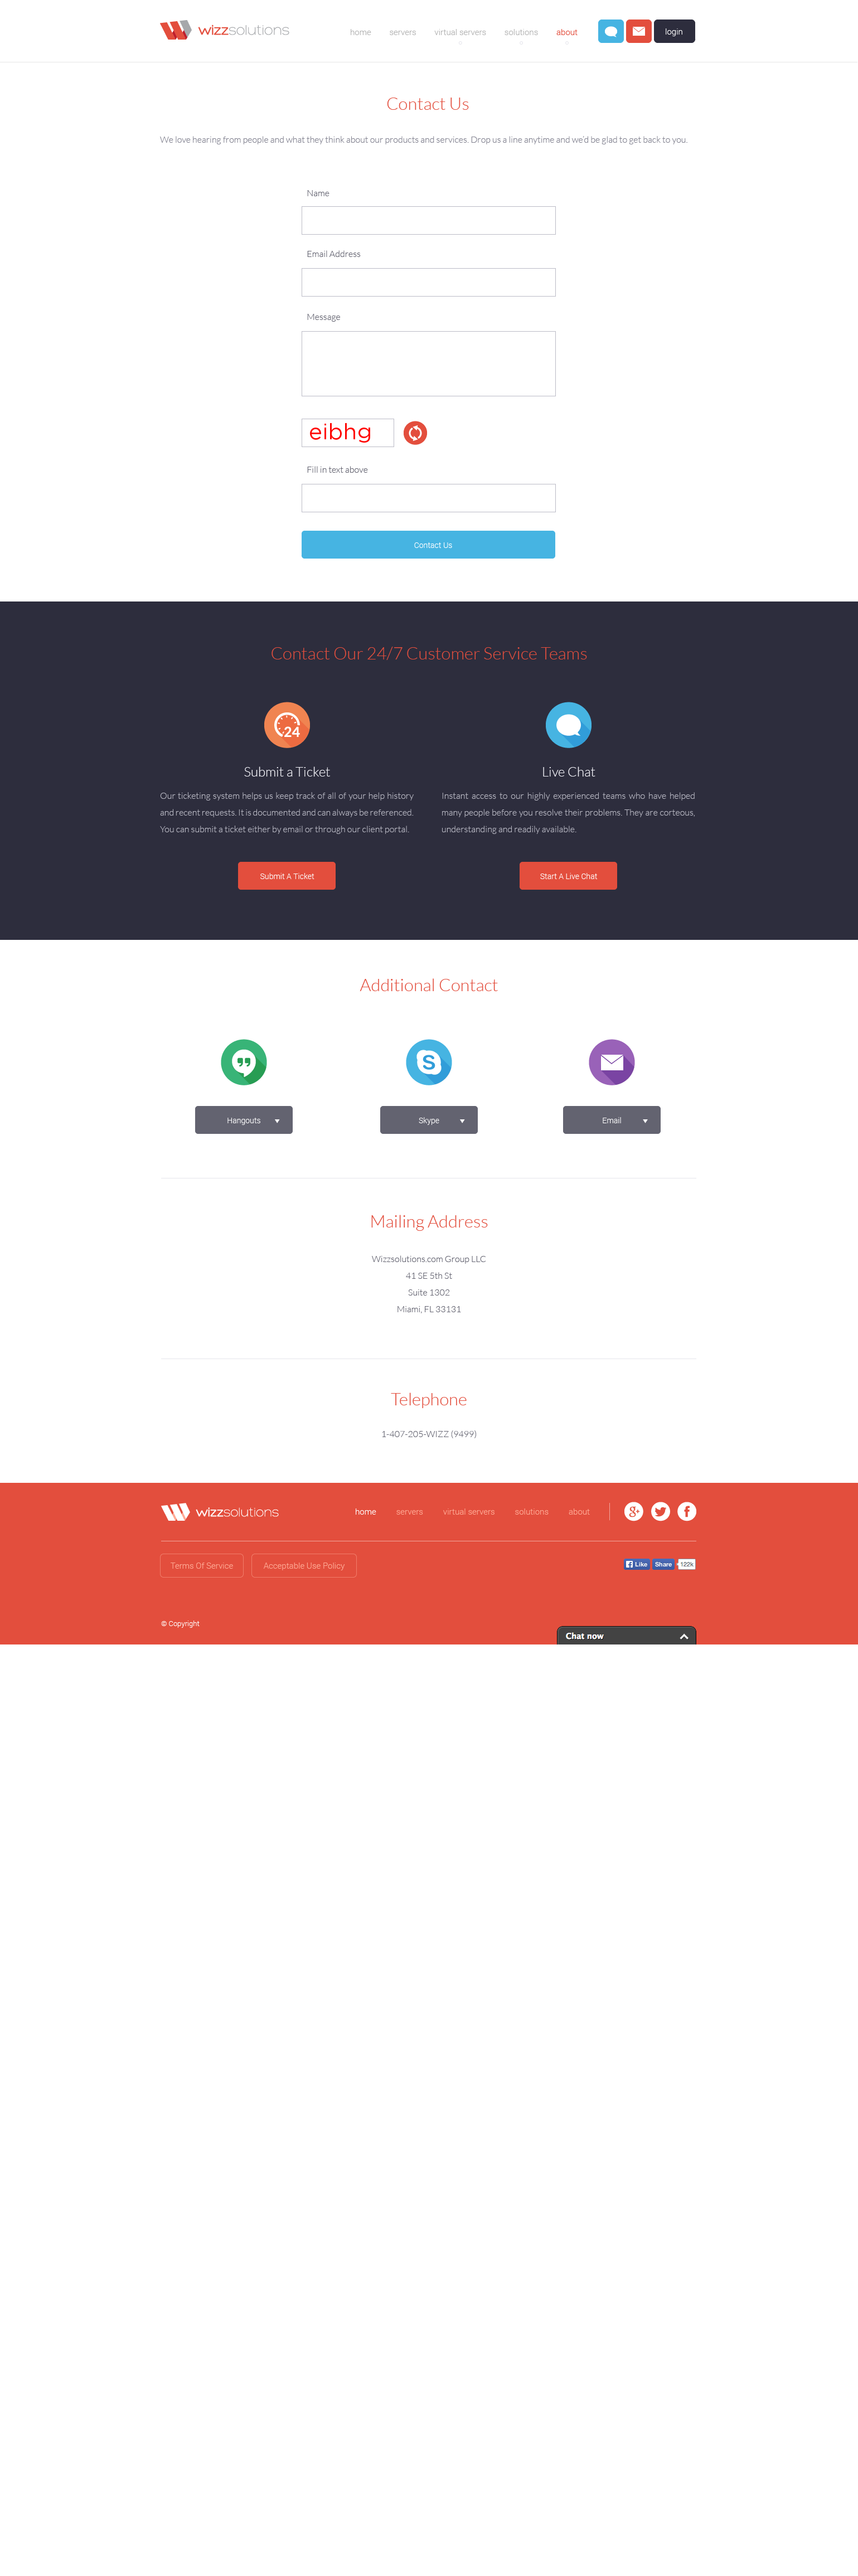 wizzsolutions home servers virtual servers solutions about login
Contact Us
We love hearing from people and what they think about our products and services. Drop us a line anytime and we'd be glad to get back to you.
Name
Email Address
Message
eibhg
Fill in text above
Contact Us
Contact Our 24/7 Customer Service Teams
24
Submit a Ticket
Our ticketing system helps us keep track of all of your help history
and recent requests. It is documented and can always be referenced.
You can submit a ticket either by email or through our client portal.
Submit A Ticket
Live Chat
Instant access to our highly experienced teams who have helped
many people before you resolve their problems. They are corteous,
understanding and readily available.
Start A Live Chat
Additional Contact
Hangouts
Skype
Email
Mailing Address
Wizzsolutions.com Group LLC
41 SE 5th St
Suite 1302
Miami, FL 33131
Telephone
1-407-205-WIZZ (9499)
wizzsolutions home servers virtual servers solutions about
Terms Of Service Acceptable Use Policy Like Share 122k
© Copyright
Chat now